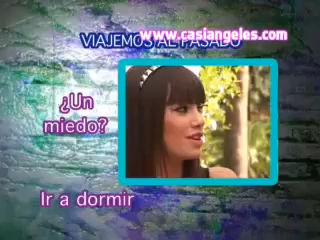 www.casiangeles.com
VIAJEMOS AL PASADO
¿Un
miedo?
Ir a dormir